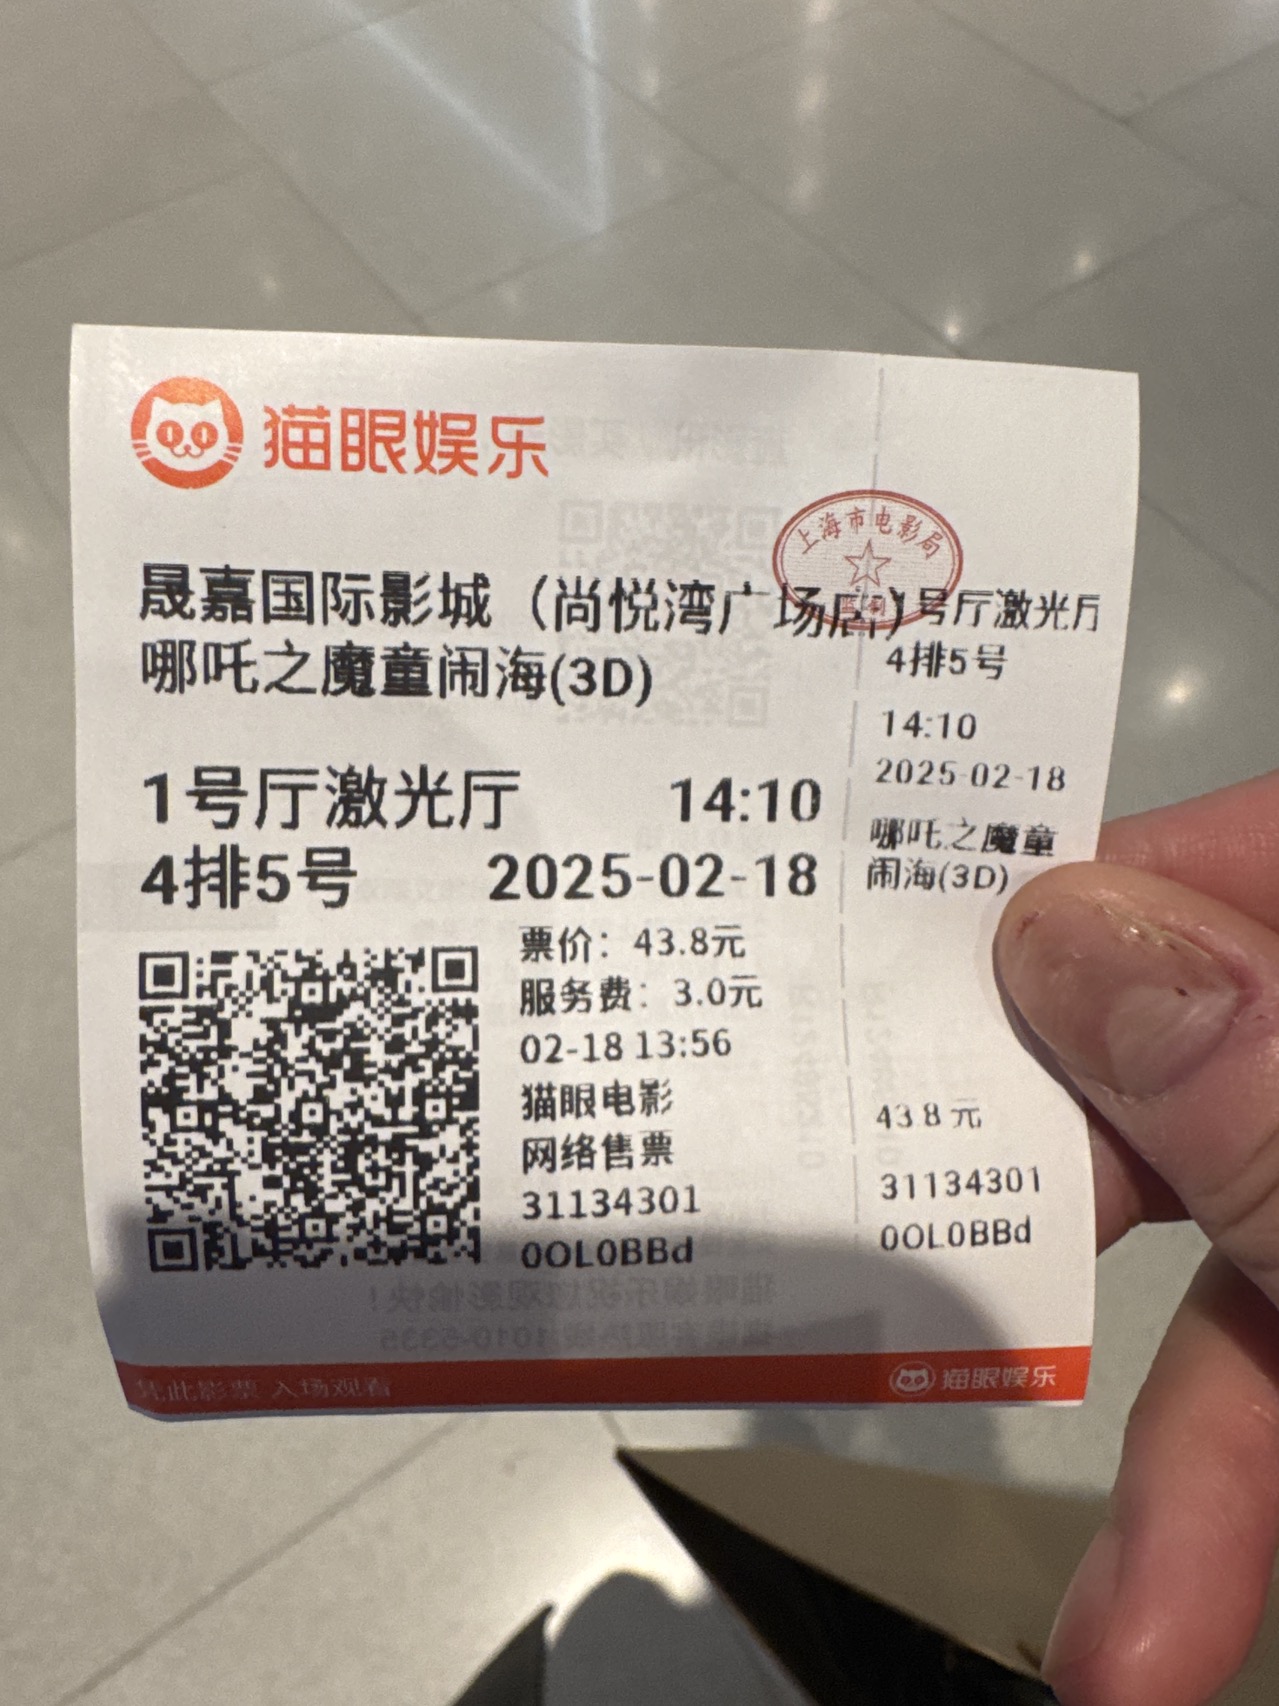 猫眼娱乐
上海市电影局
监制
晟嘉国际影城（尚悦湾广场店）
哪吒之魔童闹海(3D)
1号厅激光厅 14:10
4排5号 2025-02-18
票价：43.8元
服务费：3.0元
02-18 13:56
猫眼电影
网络售票
31134301
0OL0BBd
号厅激光厅
4排5号
14:10
2025-02-18
哪吒之魔童
闹海(3D)
43.8元
31134301
0OL0BBd
凭此影票 入场观看
猫眼娱乐